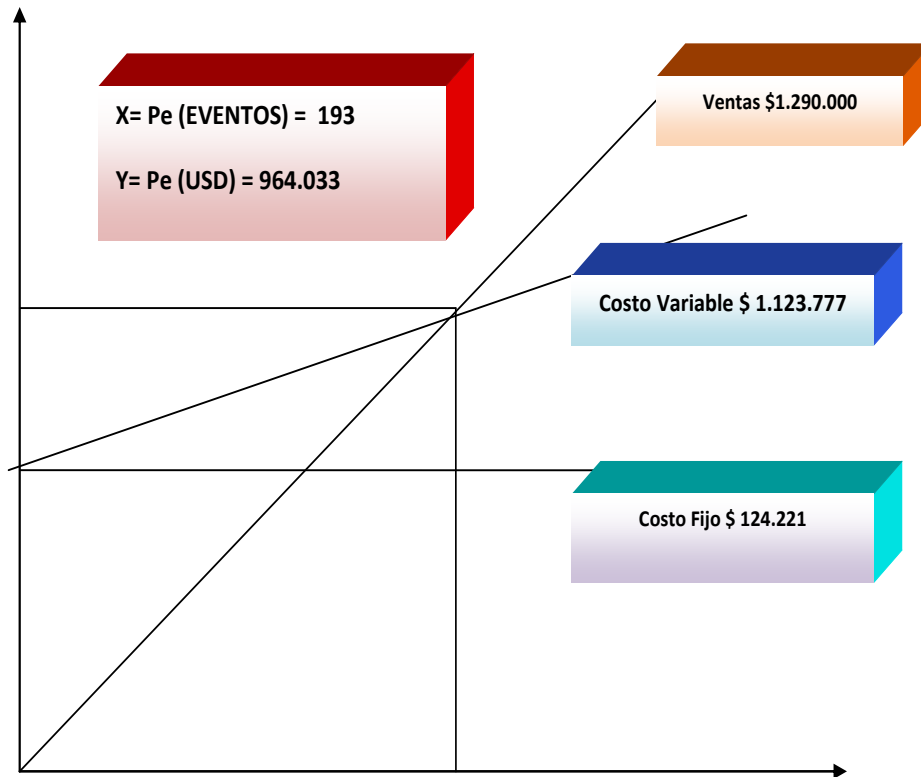 X= Pe (EVENTOS) = 193
Y= Pe (USD) = 964.033
Ventas $1.290.000
Costo Variable $ 1.123.777
Costo Fijo $ 124.221